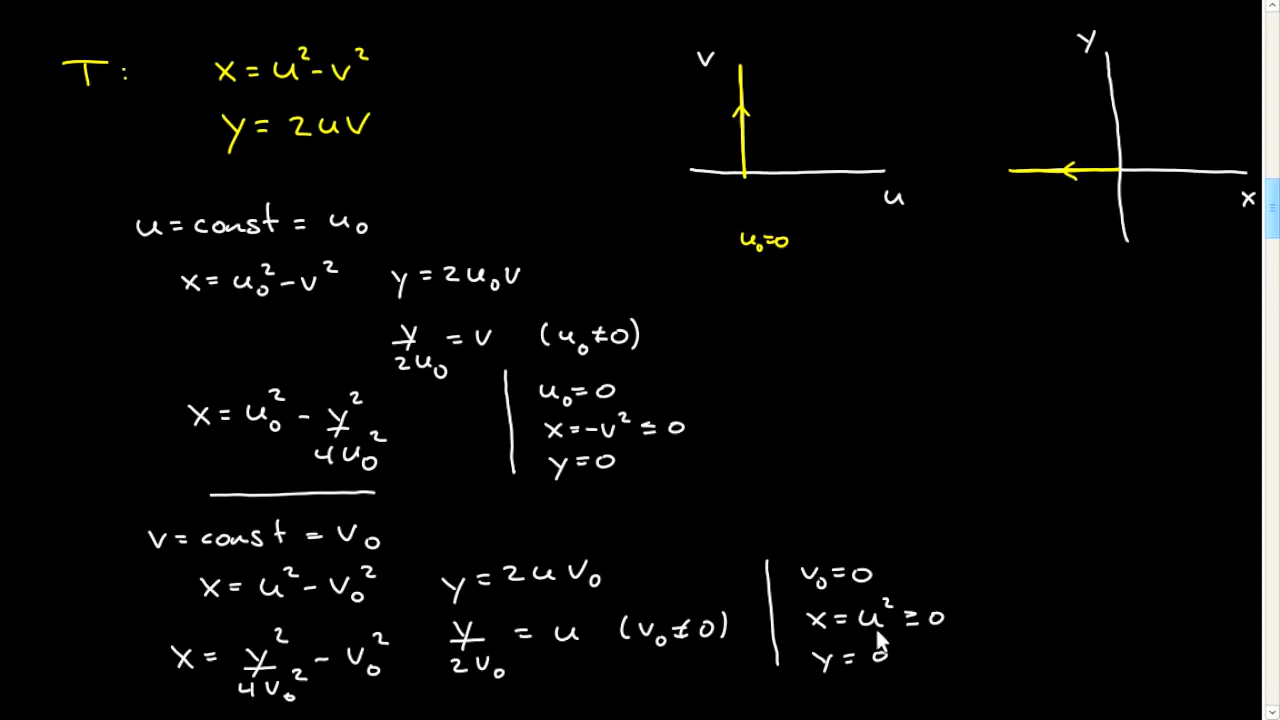 T: x = u² - v²
y = 2uv
u = const = u₀
x = u₀² - v² y = 2u₀v
y/2u₀ = v (u₀ ≠ 0)
x = u₀² - y²/4u₀²
u₀ = 0
x = -v² ≤ 0
y = 0
v = const = v₀
x = u² - v₀² y = 2uv₀
y/2v₀ = u (v₀ ≠ 0)
x = y²/4v₀² - v₀²
v₀ = 0
x = u² ≥ 0
y = 0
v
u
u₀=0
y
x